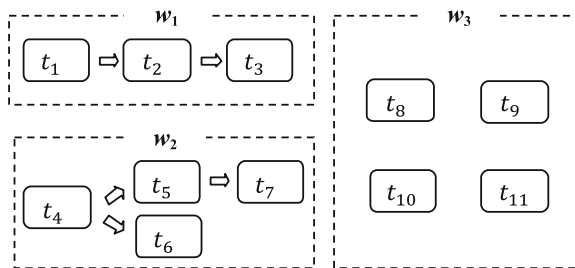 w₁
t₁ t₂ t₃
w₂
t₄ t₅ t₇
t₆
w₃
t₈ t₉
t₁₀ t₁₁